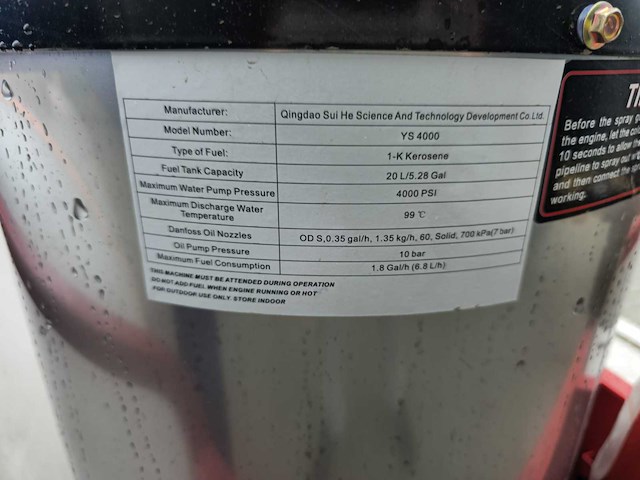 Manufacturer: Qingdao Sui He Science And Technology Development Co.Ltd.
Model Number: YS 4000
Type of Fuel: 1-K Kerosene
Fuel Tank Capacity 20 L/5.28 Gal
Maximum Water Pump Pressure 4000 PSI
Maximum Discharge Water
Temperature 99 ℃
Danfoss Oil Nozzles OD S,0.35 gal/h, 1.35 kg/h, 60, Solid, 700 kPa(7 bar)
Oil Pump Pressure 10 bar
Maximum Fuel Consumption 1.8 Gal/h (6.8 L/h)
THIS MACHINE MUST BE ATTENDED DURING OPERATION
DO NOT ADD FUEL WHEN ENGINE RUNNING OR HOT
FOR OUTDOOR USE ONLY. STORE INDOOR
Before the spray
the engine, let the
10 seconds to allow
pipeline to spray out
and then connect the
working.